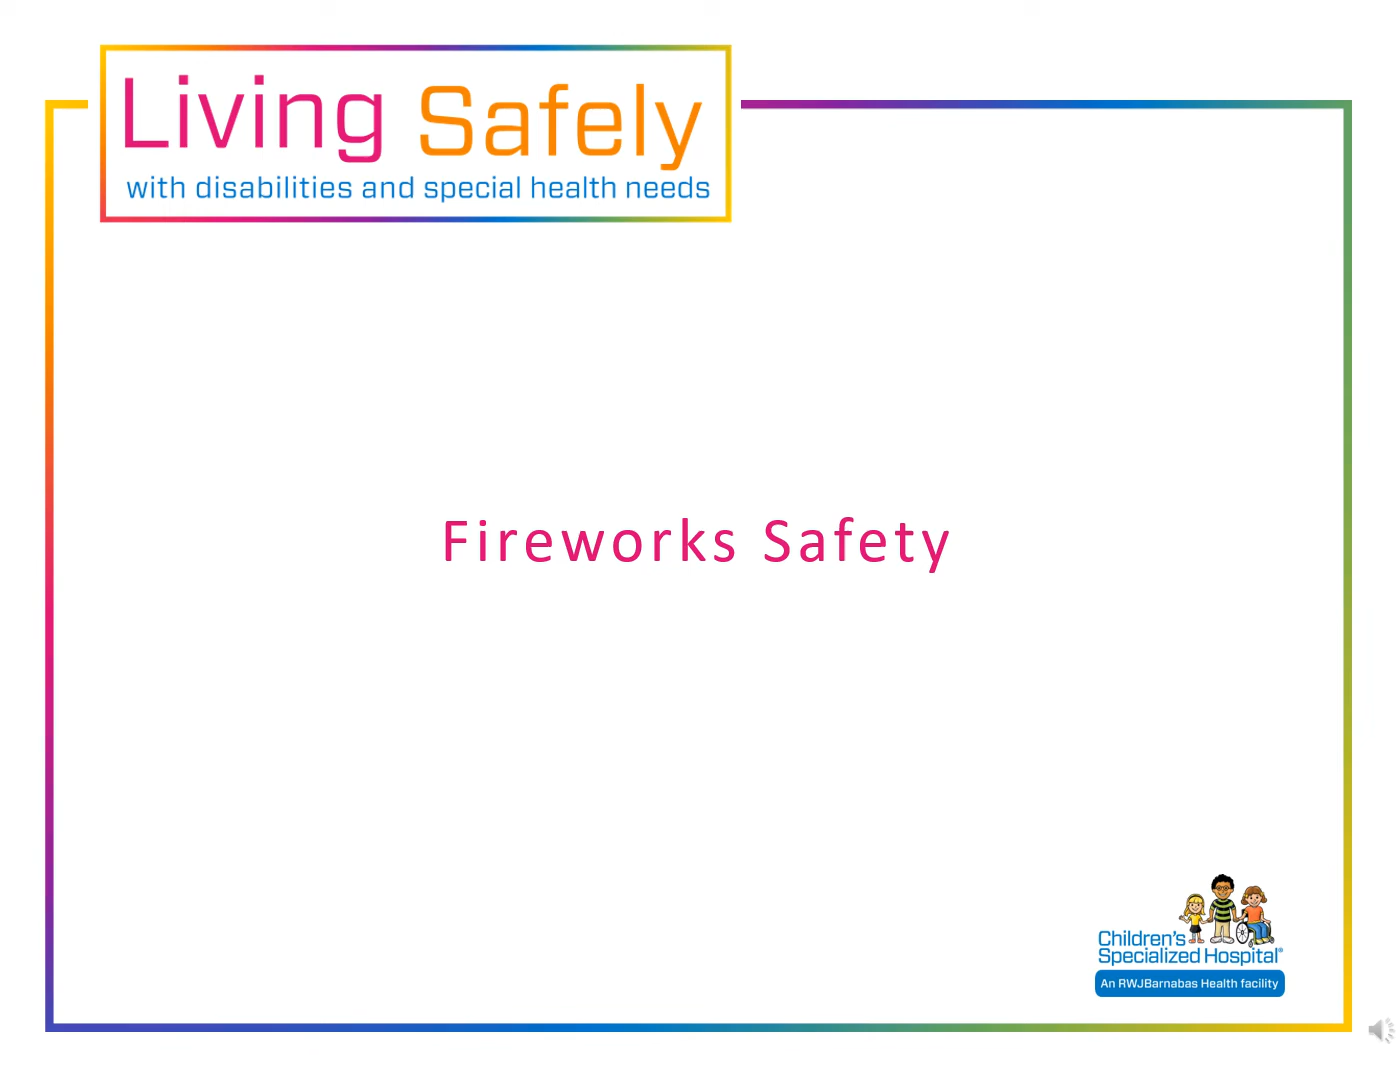 Living Safely
with disabilities and special health needs
Fireworks Safety
Children's
Specialized Hospital®
An RWJBarnabas Health facility